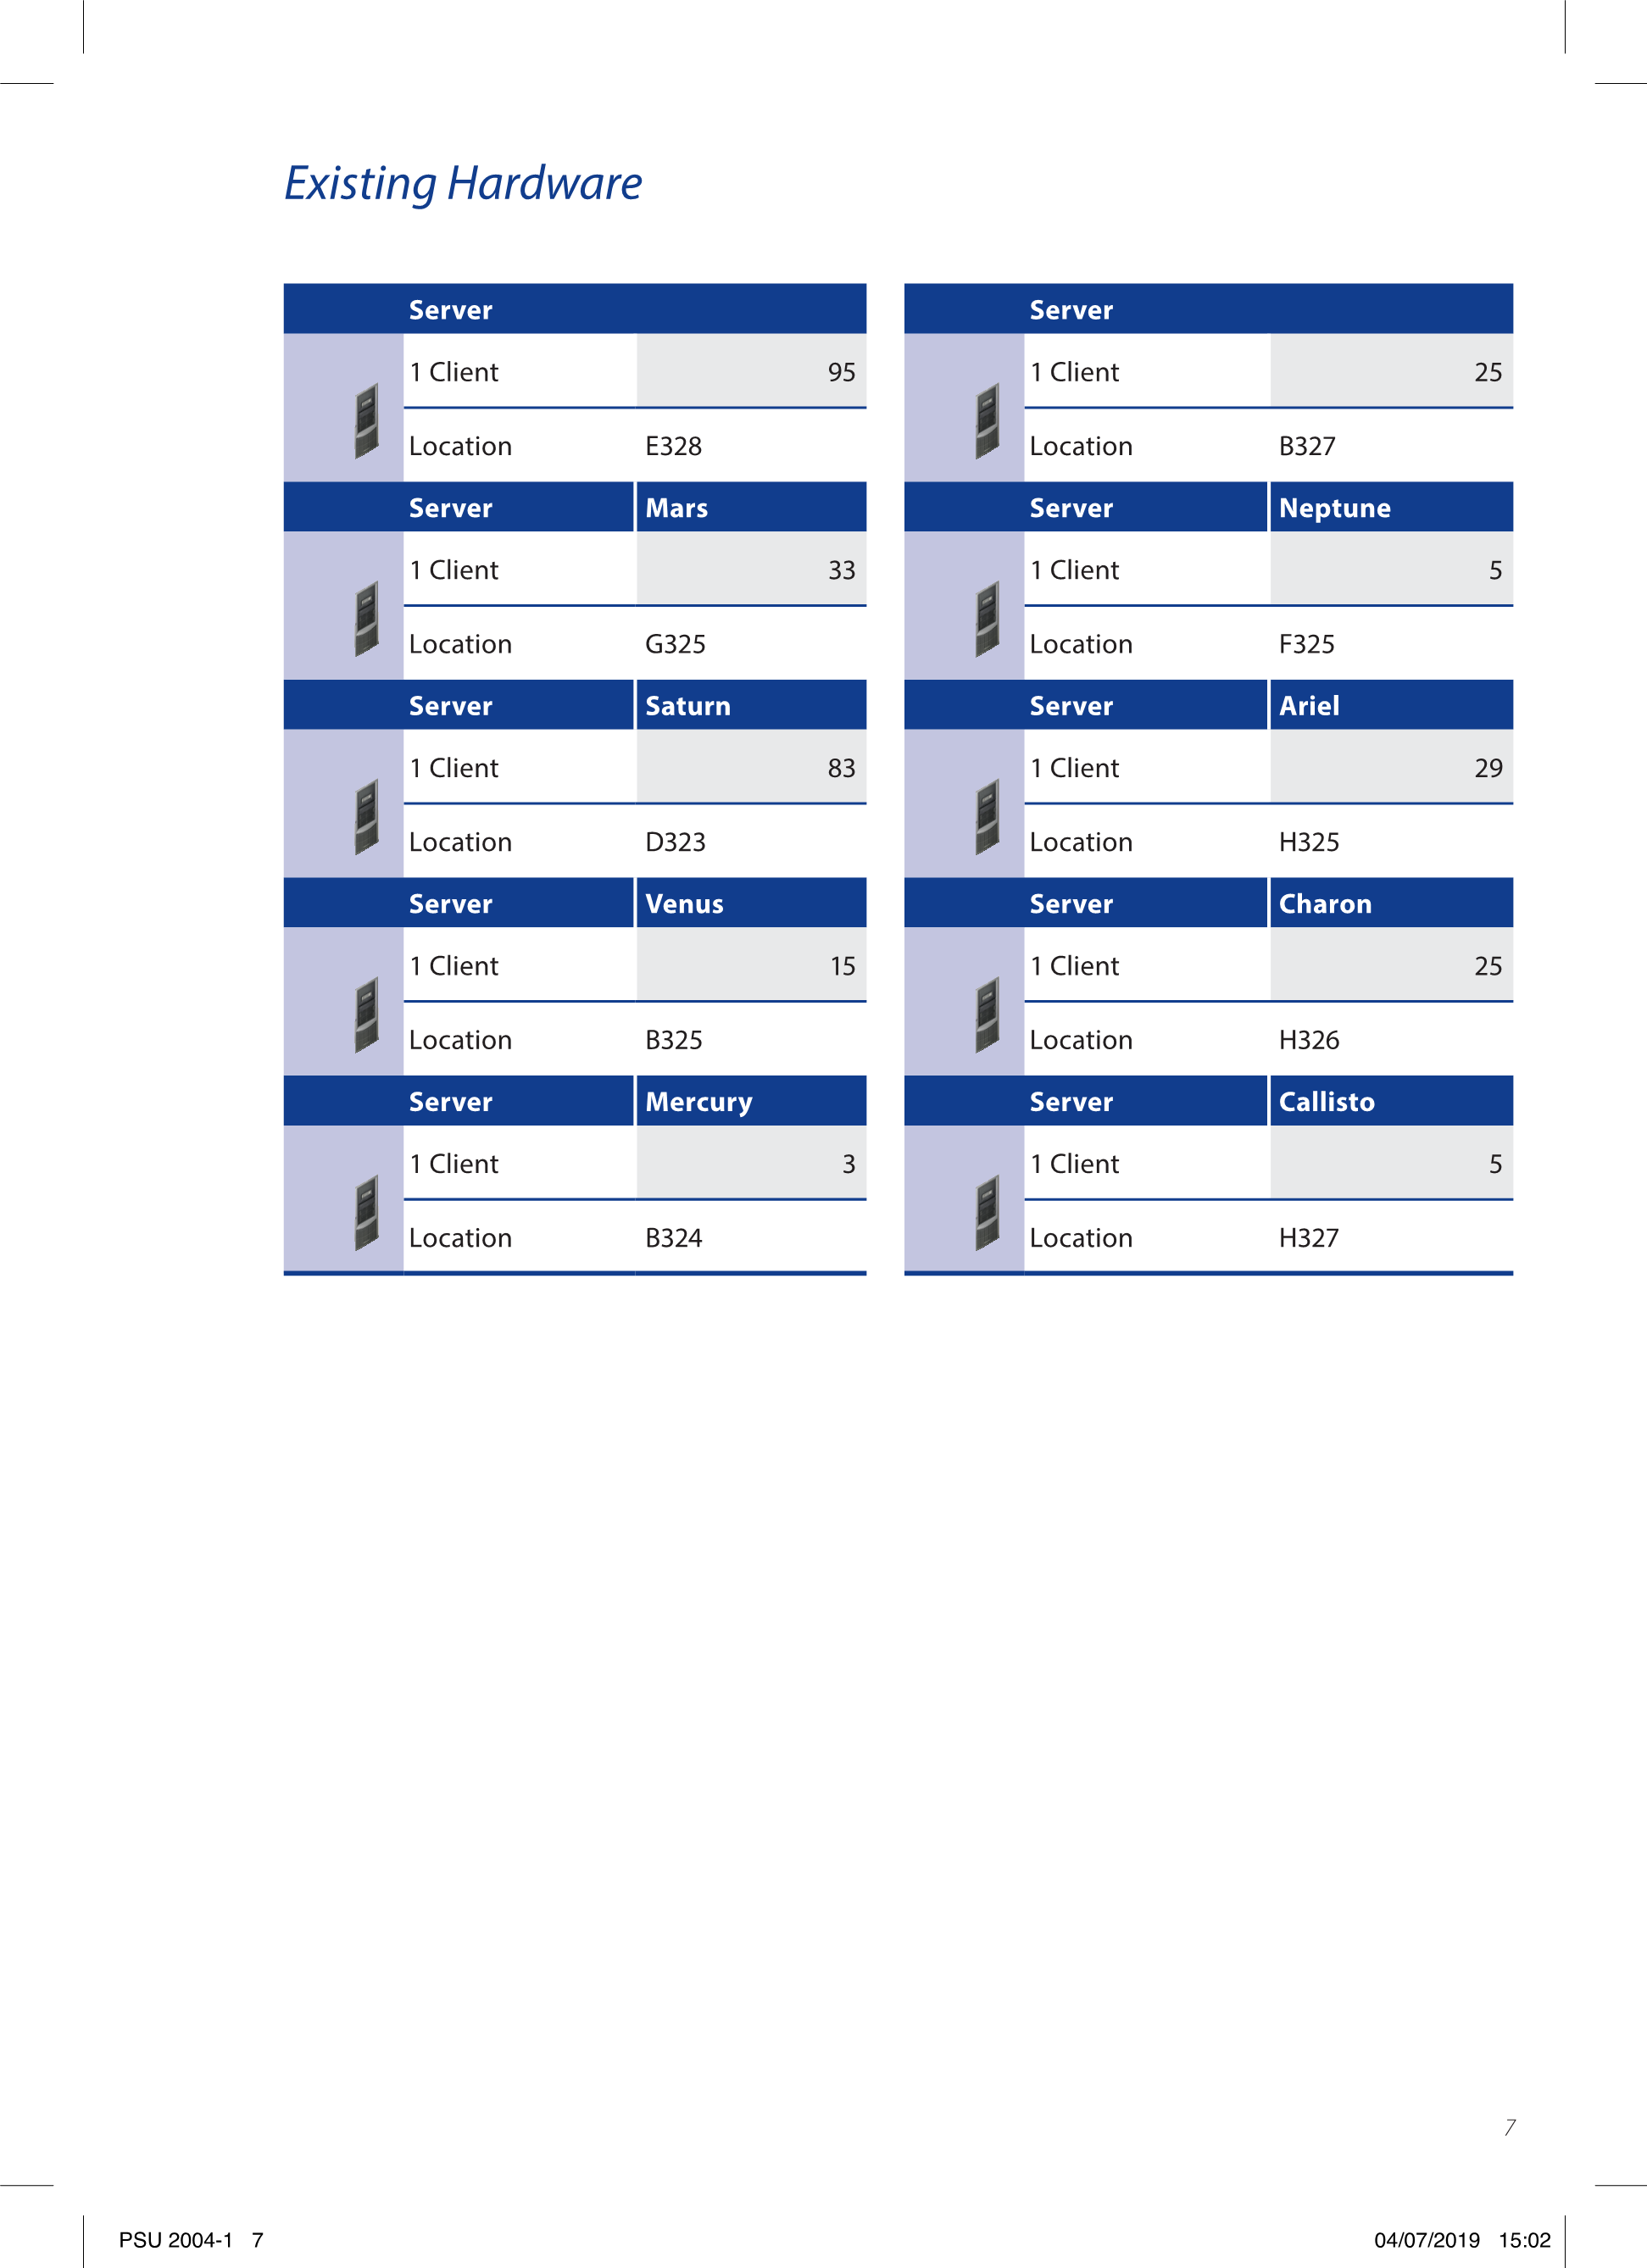 Existing Hardware
Server
1 Client 95
Location E328
Server Mars
1 Client 33
Location G325
Server Saturn
1 Client 83
Location D323
Server Venus
1 Client 15
Location B325
Server Mercury
1 Client 3
Location B324
Server
1 Client 25
Location B327
Server Neptune
1 Client 5
Location F325
Server Ariel
1 Client 29
Location H325
Server Charon
1 Client 25
Location H326
Server Callisto
1 Client 5
Location H327
7
PSU 2004-1 7
04/07/2019 15:02